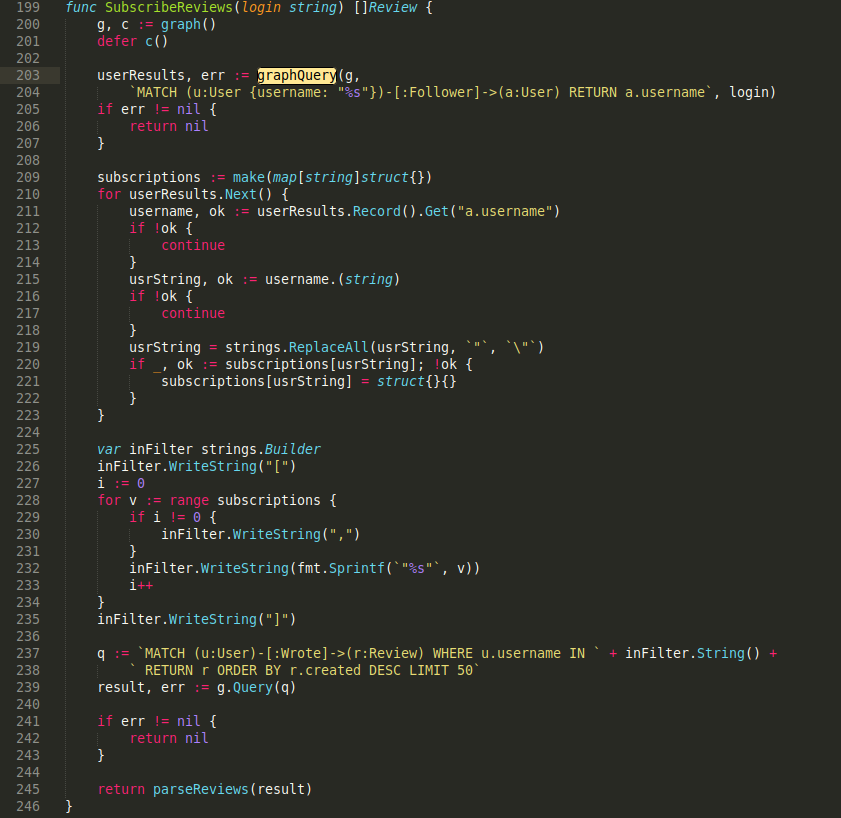 199 func SubscribeReviews(login string) []Review {
200     g, c := graph()
201     defer c()
202
203     userResults, err := graphQuery(g,
204         `MATCH (u:User {username: "%s"})-[:Follower]->(a:User) RETURN a.username`, login)
205     if err != nil {
206         return nil
207     }
208
209     subscriptions := make(map[string]struct{})
210     for userResults.Next() {
211         username, ok := userResults.Record().Get("a.username")
212         if !ok {
213             continue
214         }
215         usrString, ok := username.(string)
216         if !ok {
217             continue
218         }
219         usrString = strings.ReplaceAll(usrString, `"`, `\"`)
220         if _, ok := subscriptions[usrString]; !ok {
221             subscriptions[usrString] = struct{}{}
222         }
223     }
224
225     var inFilter strings.Builder
226     inFilter.WriteString("[")
227     i := 0
228     for v := range subscriptions {
229         if i != 0 {
230             inFilter.WriteString(",")
231         }
232         inFilter.WriteString(fmt.Sprintf(`"%s"`, v))
233         i++
234     }
235     inFilter.WriteString("]")
236
237     q := `MATCH (u:User)-[:Wrote]->(r:Review) WHERE u.username IN ` + inFilter.String() +
238         ` RETURN r ORDER BY r.created DESC LIMIT 50`
239     result, err := g.Query(q)
240
241     if err != nil {
242         return nil
243     }
244
245     return parseReviews(result)
246 }